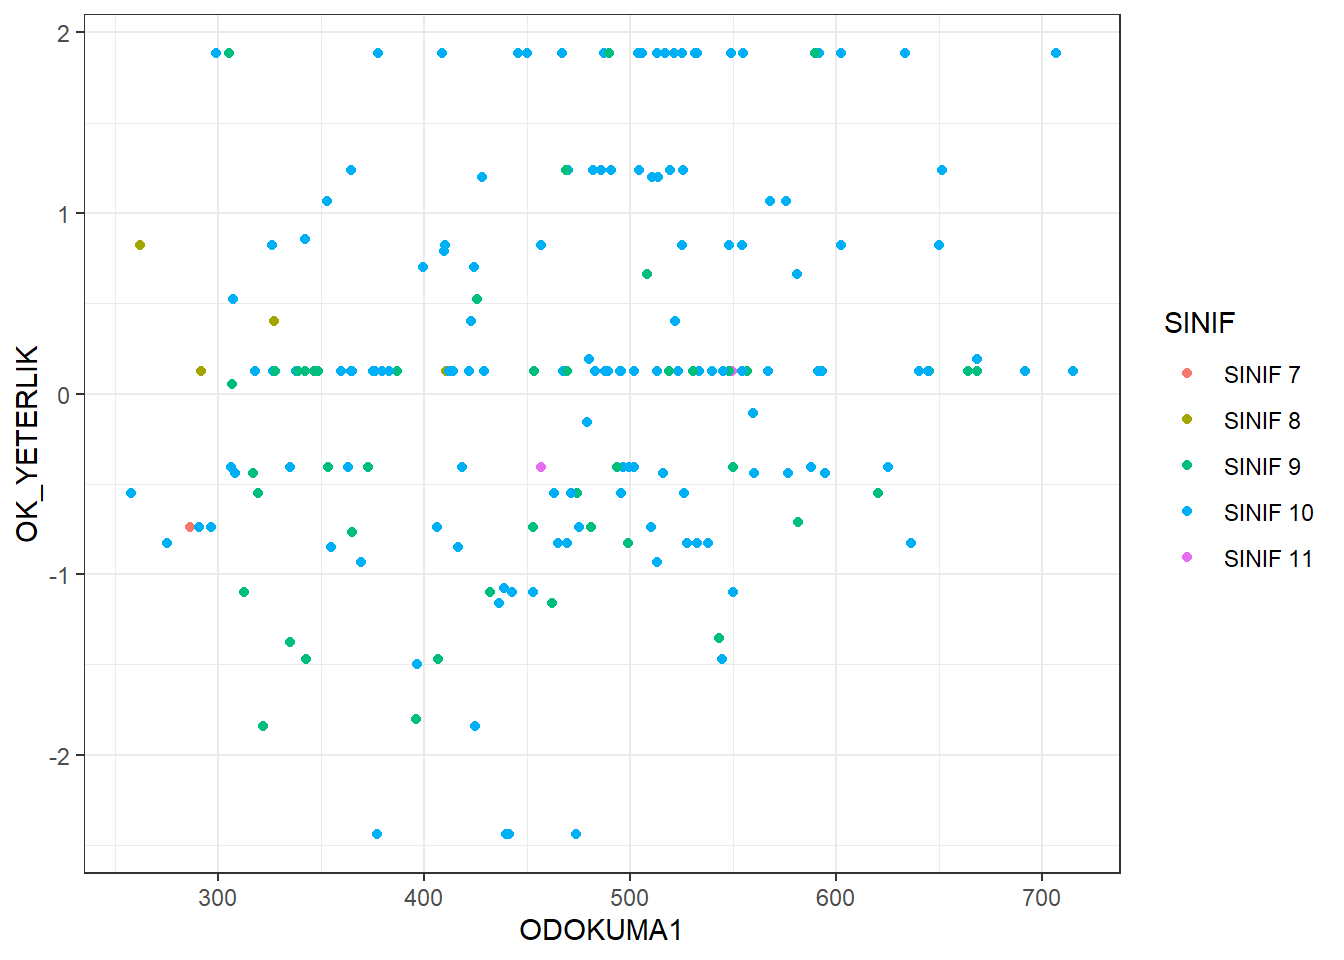 2
1
0
-1
-2
OK_YETERLIK
300 400 500 600 700
ODOKUMA1
SINIF
SINIF 7
SINIF 8
SINIF 9
SINIF 10
SINIF 11